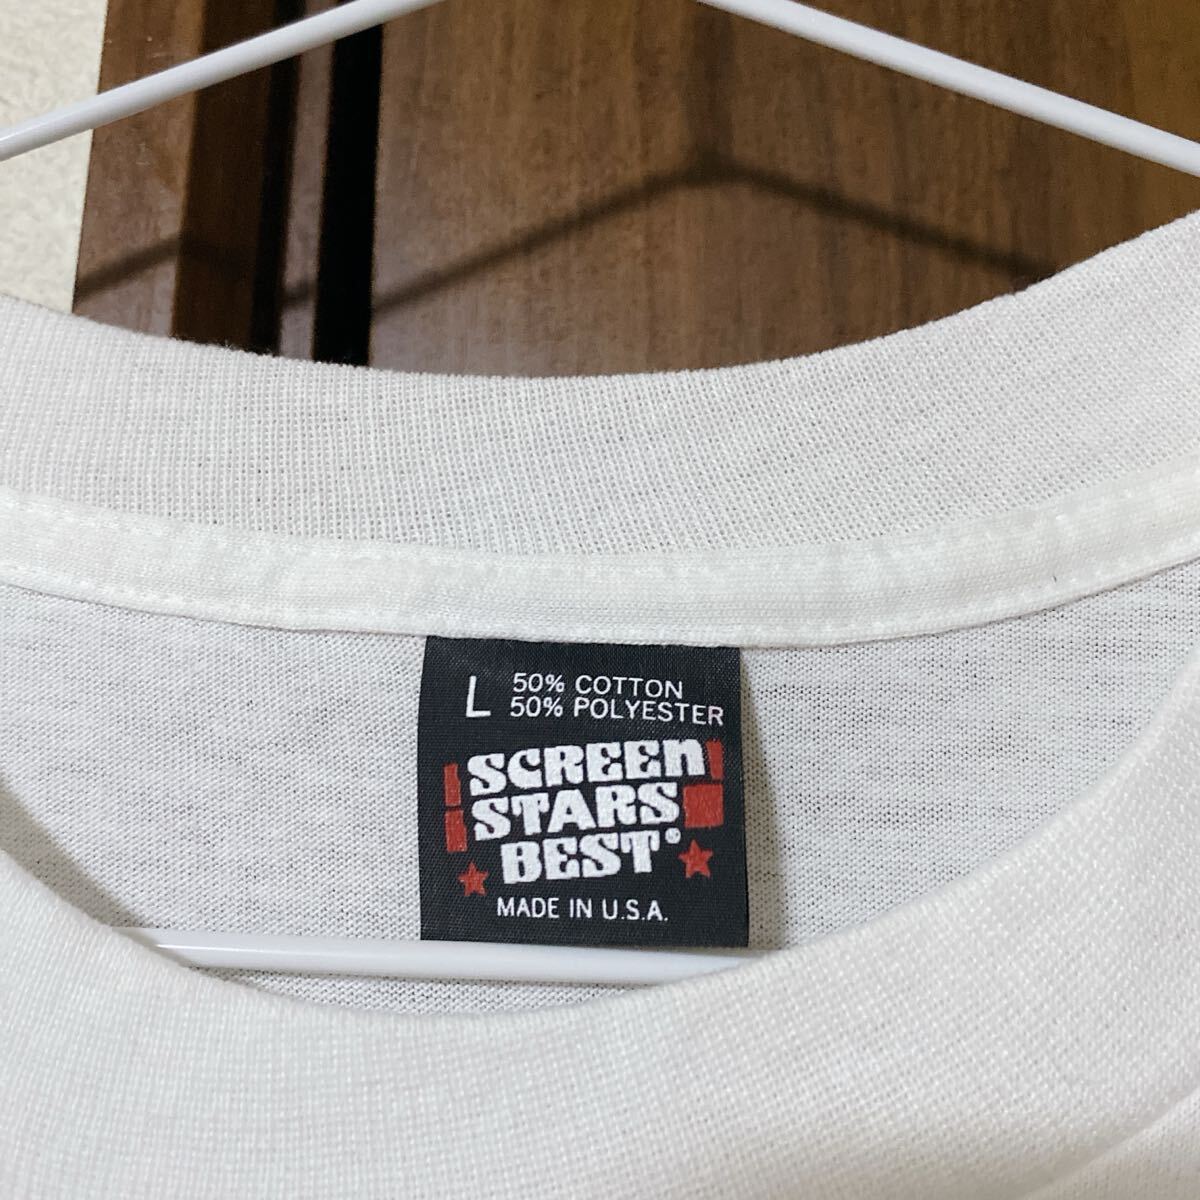 L 50% COTTON
50% POLYESTER
SCREEN
STARS
BEST®
MADE IN U.S.A.